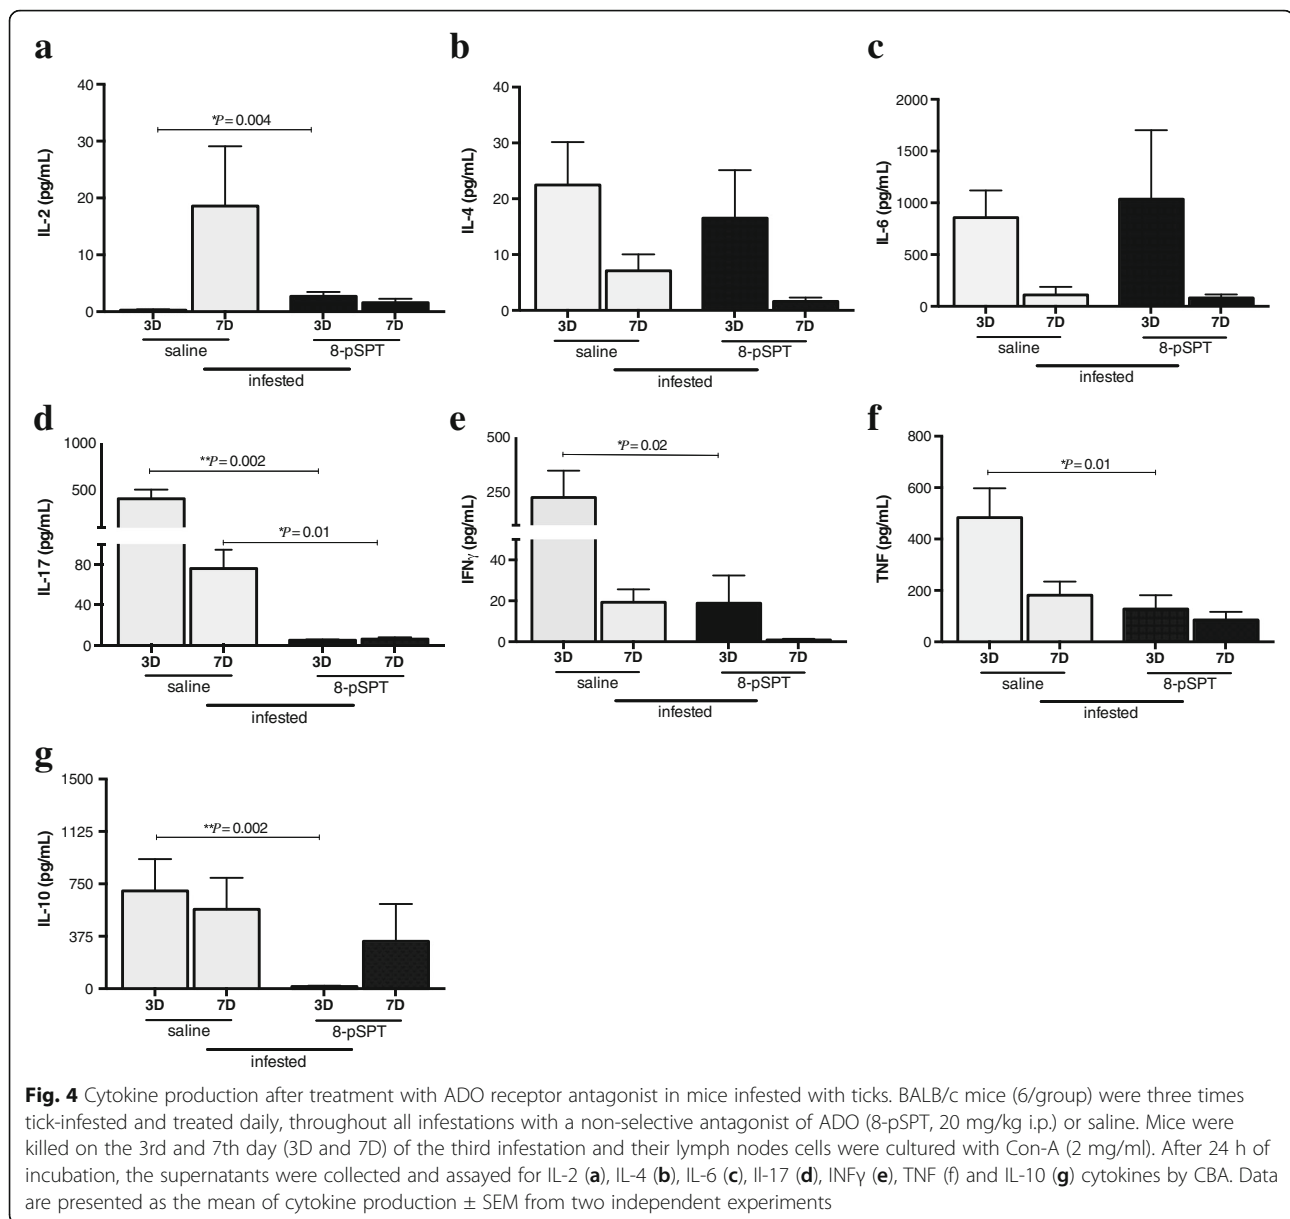 a
IL-2 (pg/mL)
40
30
20
10
0
*P= 0.004
3D 7D 3D 7D
saline 8-pSPT
infested
b
IL-4 (pg/mL)
40
30
20
10
0
3D 7D 3D 7D
saline 8-pSPT
infested
c
IL-6 (pg/mL)
2000
1500
1000
500
0
3D 7D 3D 7D
saline 8-pSPT
infested
d
IL-17 (pg/mL)
1000
500
80
40
0
**P= 0.002
*P= 0.01
3D 7D 3D 7D
saline 8-pSPT
infested
e
IFNγ (pg/mL)
500
250
40
20
0
*P= 0.02
3D 7D 3D 7D
saline 8-pSPT
infested
f
TNF (pg/mL)
800
600
400
200
0
*P= 0.01
3D 7D 3D 7D
saline 8-pSPT
infested
g
IL-10 (pg/mL)
1500
1125
750
375
0
**P= 0.002
3D 7D 3D 7D
saline 8-pSPT
infested
Fig. 4 Cytokine production after treatment with ADO receptor antagonist in mice infested with ticks. BALB/c mice (6/group) were three times
tick-infested and treated daily, throughout all infestations with a non-selective antagonist of ADO (8-pSPT, 20 mg/kg i.p.) or saline. Mice were
killed on the 3rd and 7th day (3D and 7D) of the third infestation and their lymph nodes cells were cultured with Con-A (2 mg/ml). After 24 h of
incubation, the supernatants were collected and assayed for IL-2 (a), IL-4 (b), IL-6 (c), Il-17 (d), INFγ (e), TNF (f) and IL-10 (g) cytokines by CBA. Data
are presented as the mean of cytokine production ± SEM from two independent experiments